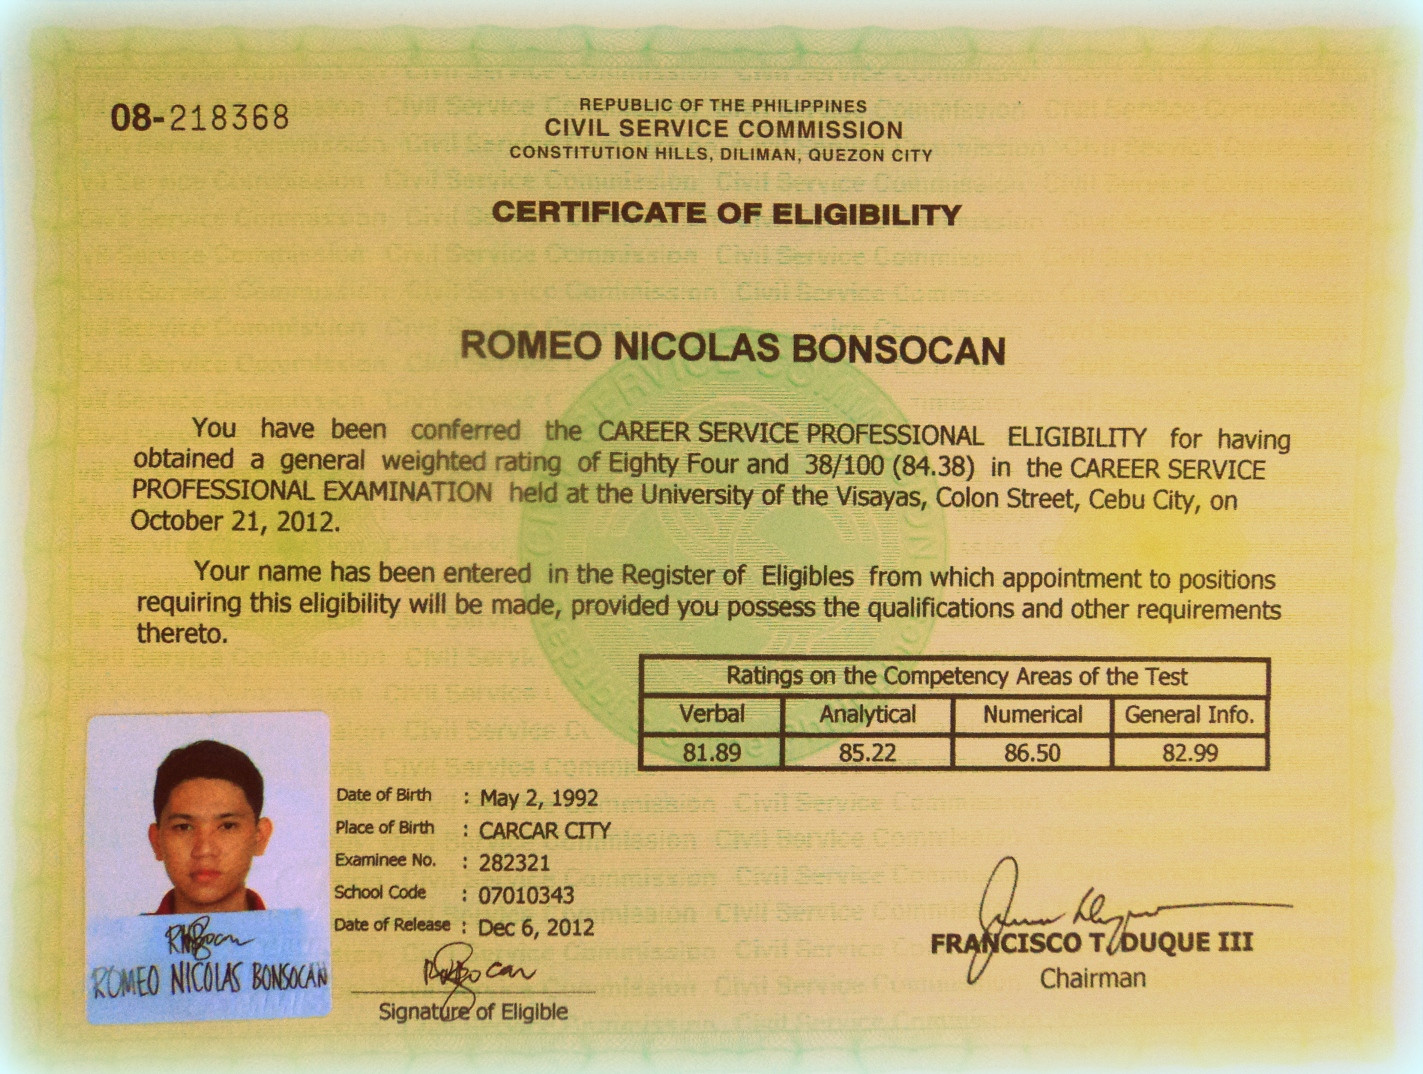 08-218368
REPUBLIC OF THE PHILIPPINES
CIVIL SERVICE COMMISSION
CONSTITUTION HILLS, DILIMAN, QUEZON CITY
CERTIFICATE OF ELIGIBILITY
ROMEO NICOLAS BONSOCAN
You have been conferred the CAREER SERVICE PROFESSIONAL ELIGIBILITY for having
obtained a general weighted rating of Eighty Four and 38/100 (84.38) in the CAREER SERVICE
PROFESSIONAL EXAMINATION held at the University of the Visayas, Colon Street, Cebu City, on
October 21, 2012.
Your name has been entered in the Register of Eligibles from which appointment to positions
requiring this eligibility will be made, provided you possess the qualifications and other requirements
thereto.
Ratings on the Competency Areas of the Test
Verbal Analytical Numerical General Info.
81.89 85.22 86.50 82.99
Date of Birth : May 2, 1992
Place of Birth : CARCAR CITY
Examinee No. : 282321
School Code : 07010343
Date of Release : Dec 6, 2012
ROMEO NICOLAS BONSOCAN
Signature of Eligible
FRANCISCO T. DUQUE III
Chairman